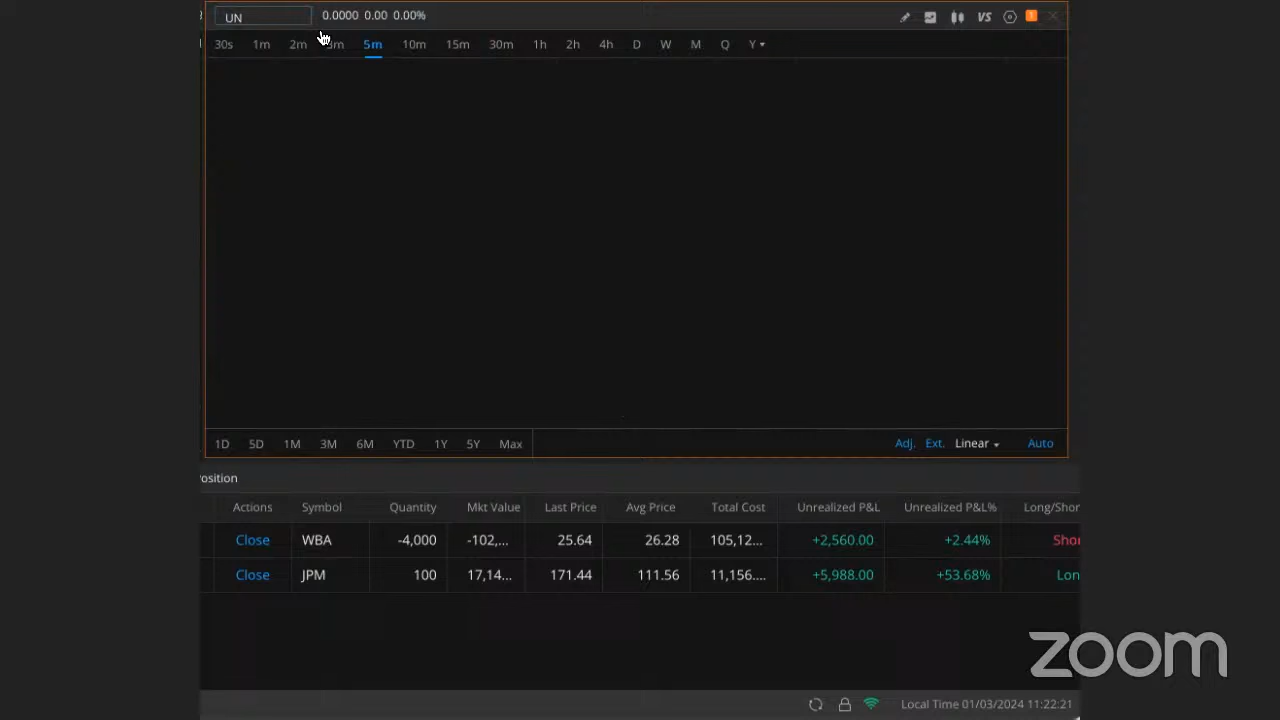 UN 0.0000 0.00 0.00% VS
30s 1m 2m 5m 10m 15m 30m 1h 2h 4h D W M Q Y
1D 5D 1M 3M 6M YTD 1Y 5Y Max Adj. Ext. Linear Auto
osition
Actions Symbol Quantity Mkt Value Last Price Avg Price Total Cost Unrealized P&L Unrealized P&L% Long/Shor
Close WBA -4,000 -102,... 25.64 26.28 105,12... +2,560.00 +2.44% Shor
Close JPM 100 17,14... 171.44 111.56 11,156.... +5,988.00 +53.68% Lon
zoom
Local Time 01/03/2024 11:22:21